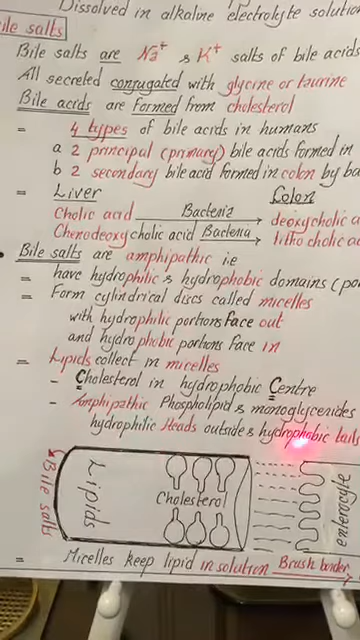 Dissolved in alkaline electrolyte solution
Bile salts
Bile salts are Na+ & K+ salts of bile acids
All secreted conjugated with glycine or taurine
Bile acids are formed from cholesterol
= 4 types of bile acids in humans
a 2 principal (primary) bile acids formed in
b 2 secondary bile acid formed in colon by ba
= Liver Colon
Cholic acid Bacteria deoxycholic a
Chenodeoxycholic acid Bacteria litho cholic a
• Bile salts are amphipathic ie
= have hydrophilic & hydrophobic domains (po
= Form cylindrical discs called micelles
with hydrophilic portions Face out
and hydrophobic portions Face in
= Lipids collect in micelles
- Cholesterol in hydrophobic Centre
- Amphipathic Phospholipid & monoglycerides
hydrophilic Heads outside & hydrophobic tails
Bile salts
Lipids
Cholesterol
enterocyte
= Micelles keep lipid in solution Brush border